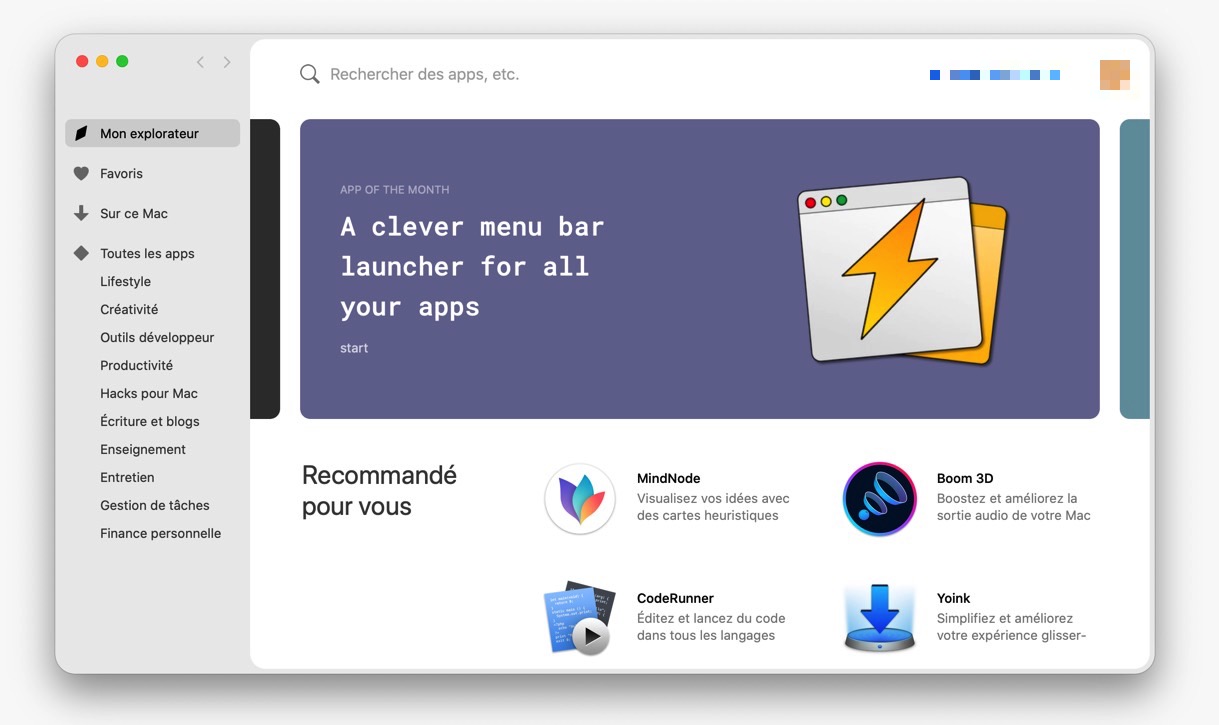 Rechercher des apps, etc.
Mon explorateur
Favoris
Sur ce Mac
Toutes les apps
Lifestyle
Créativité
Outils développeur
Productivité
Hacks pour Mac
Écriture et blogs
Enseignement
Entretien
Gestion de tâches
Finance personnelle
APP OF THE MONTH
A clever menu bar
launcher for all
your apps
start
Recommandé
pour vous
MindNode
Visualisez vos idées avec
des cartes heuristiques
Boom 3D
Boostez et améliorez la
sortie audio de votre Mac
CodeRunner
Éditez et lancez du code
dans tous les langages
Yoink
Simplifiez et améliorez
votre expérience glisser-